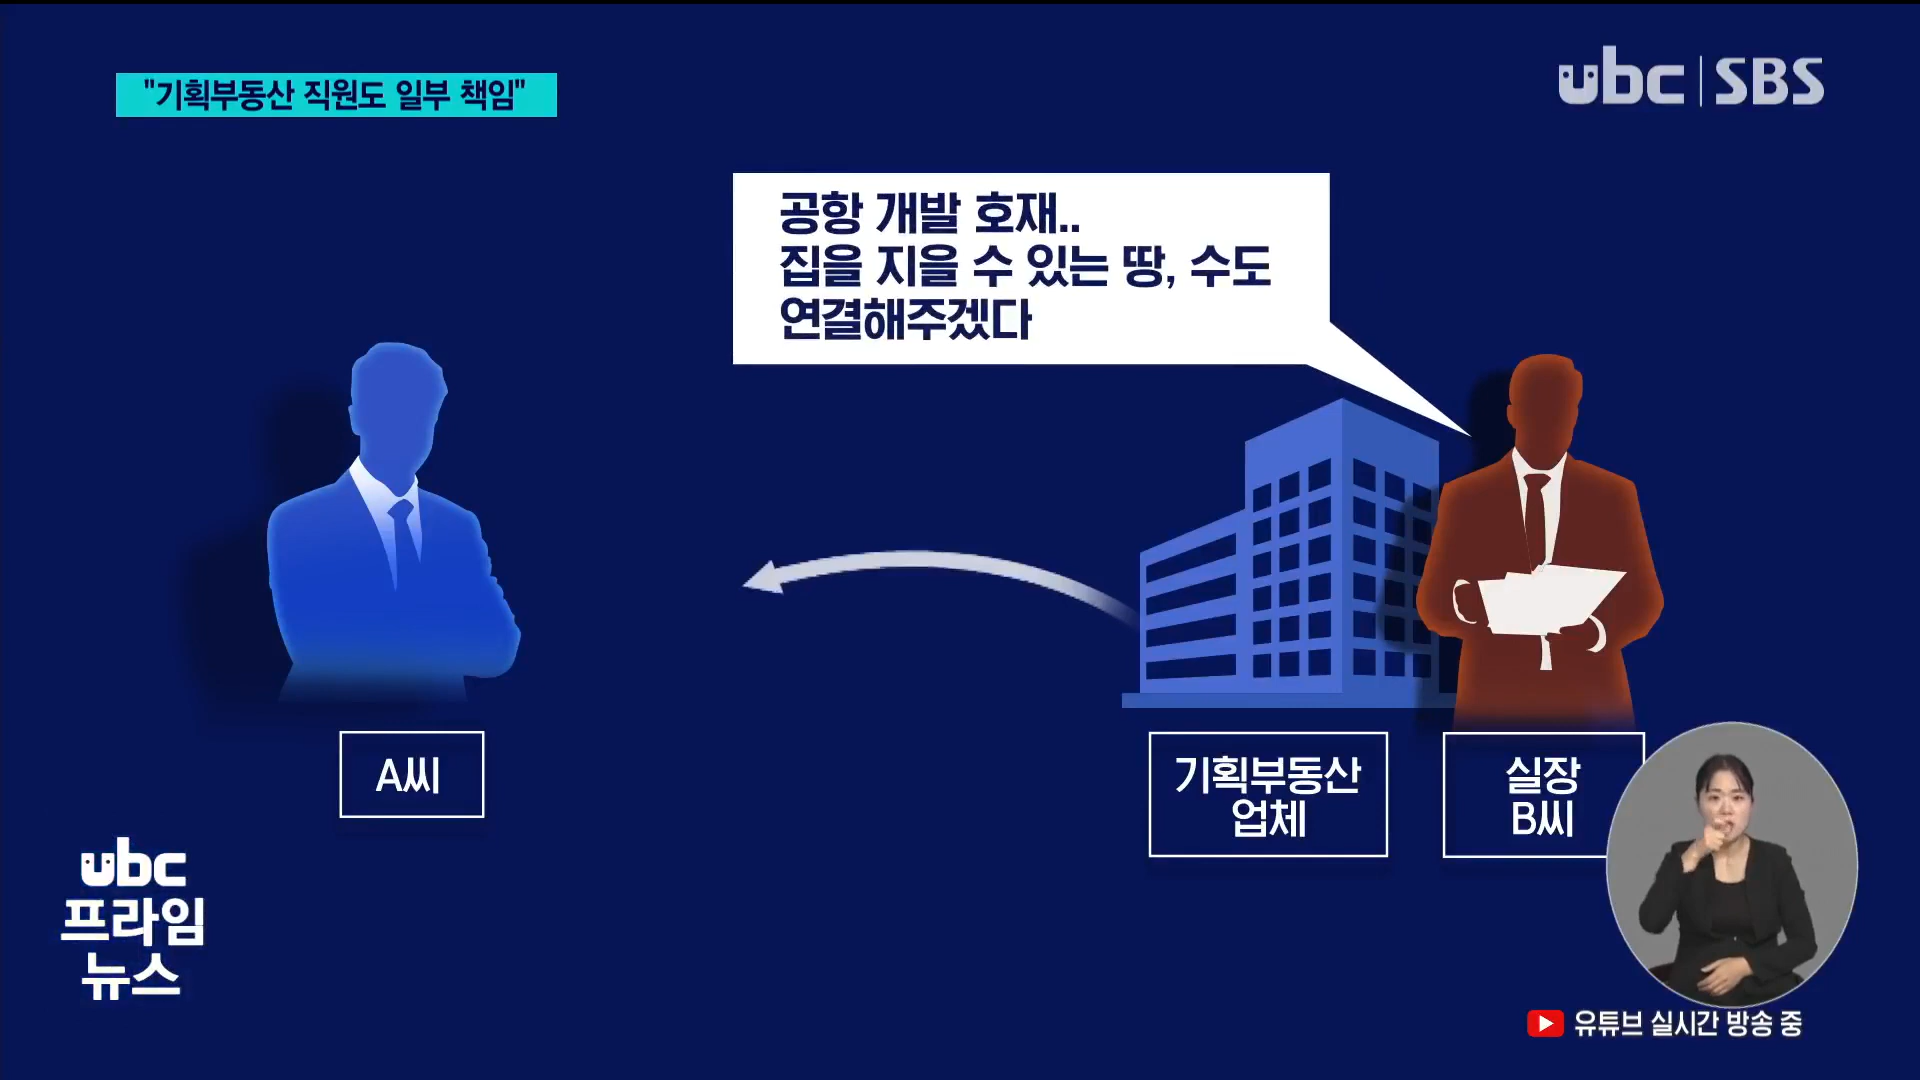 "기획부동산 직원도 일부 책임"
ubc SBS
공항 개발 호재..
집을 지을 수 있는 땅, 수도
연결해주겠다
A씨
기획부동산
업체
실장
B씨
ubc
프라임
뉴스
유튜브 실시간 방송 중